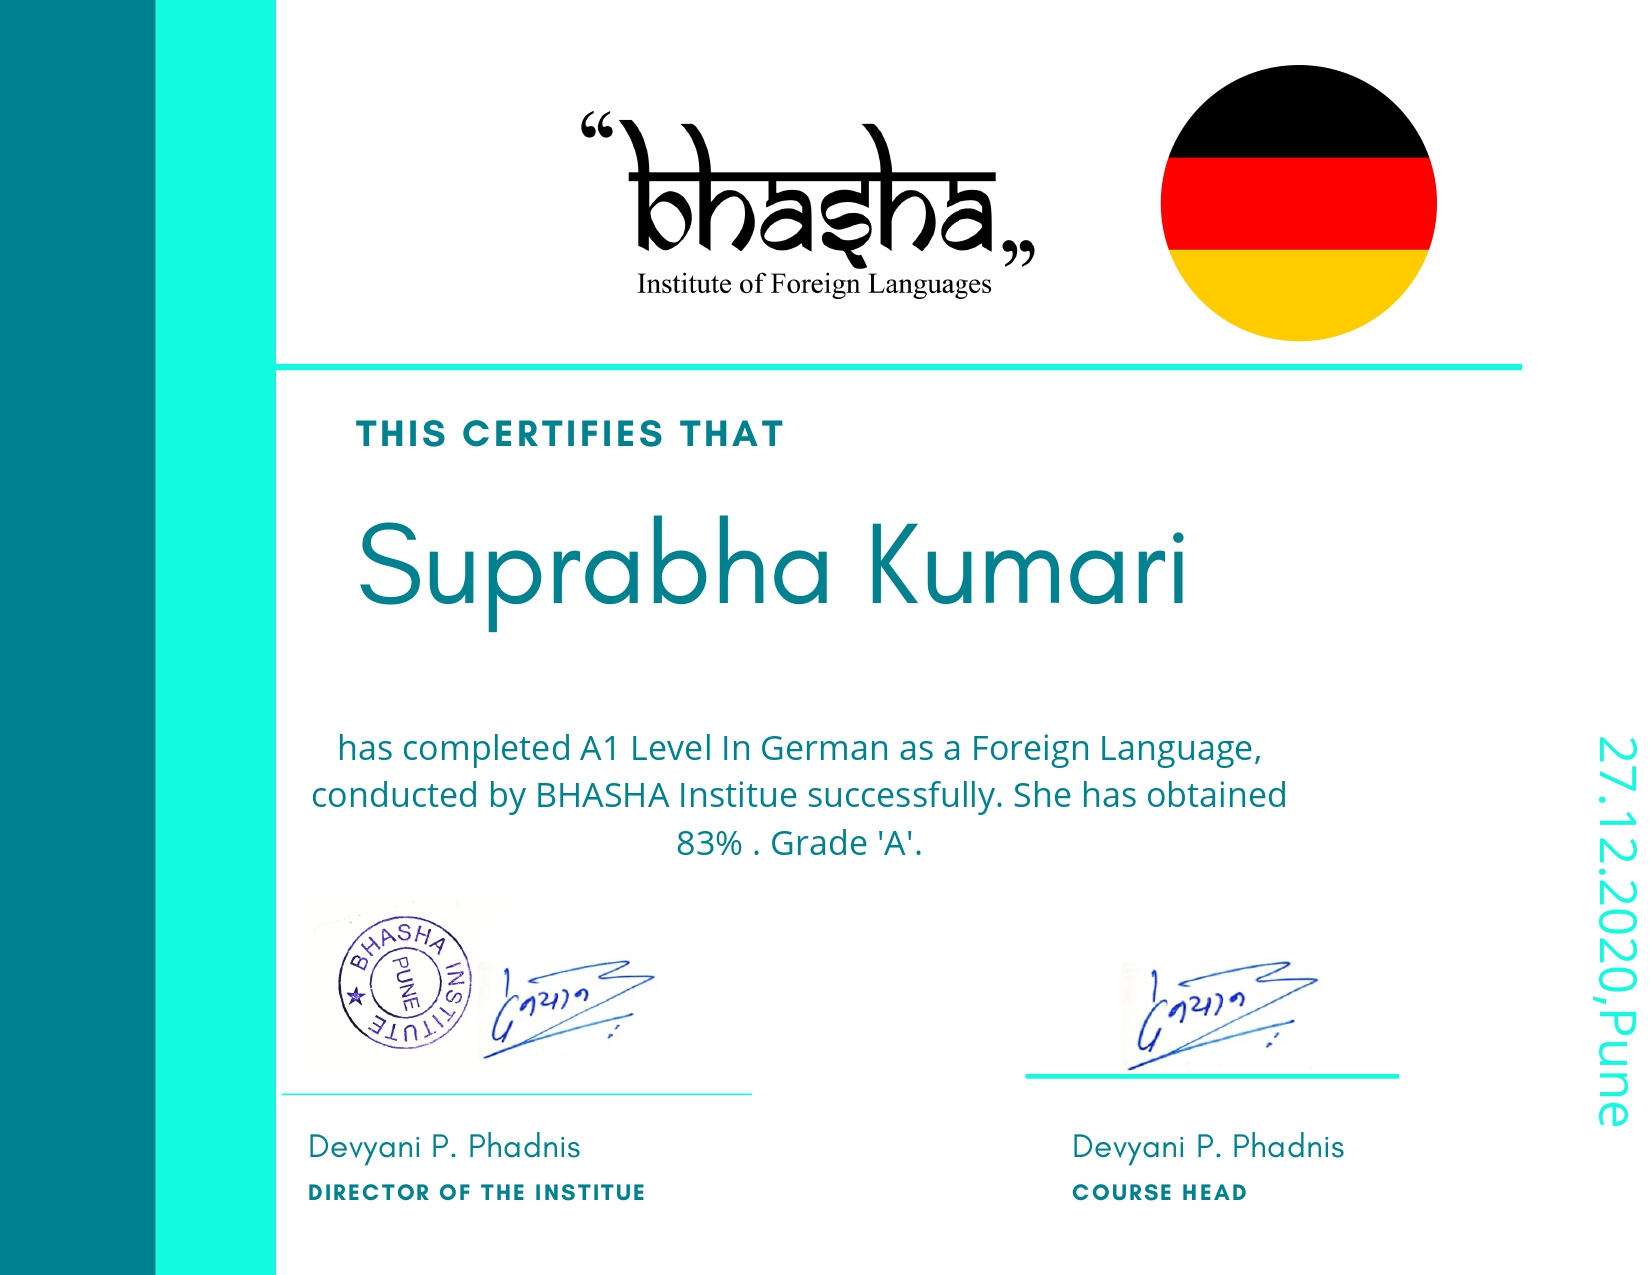 “bhasha„
Institute of Foreign Languages
THIS CERTIFIES THAT
Suprabha Kumari
has completed A1 Level In German as a Foreign Language,
conducted by BHASHA Institue successfully. She has obtained
83% . Grade 'A'.
27.12.2020,Pune
BHASHA INSTITUTE ★
PUNE
Devyani P. Phadnis
DIRECTOR OF THE INSTITUE
Devyani P. Phadnis
COURSE HEAD